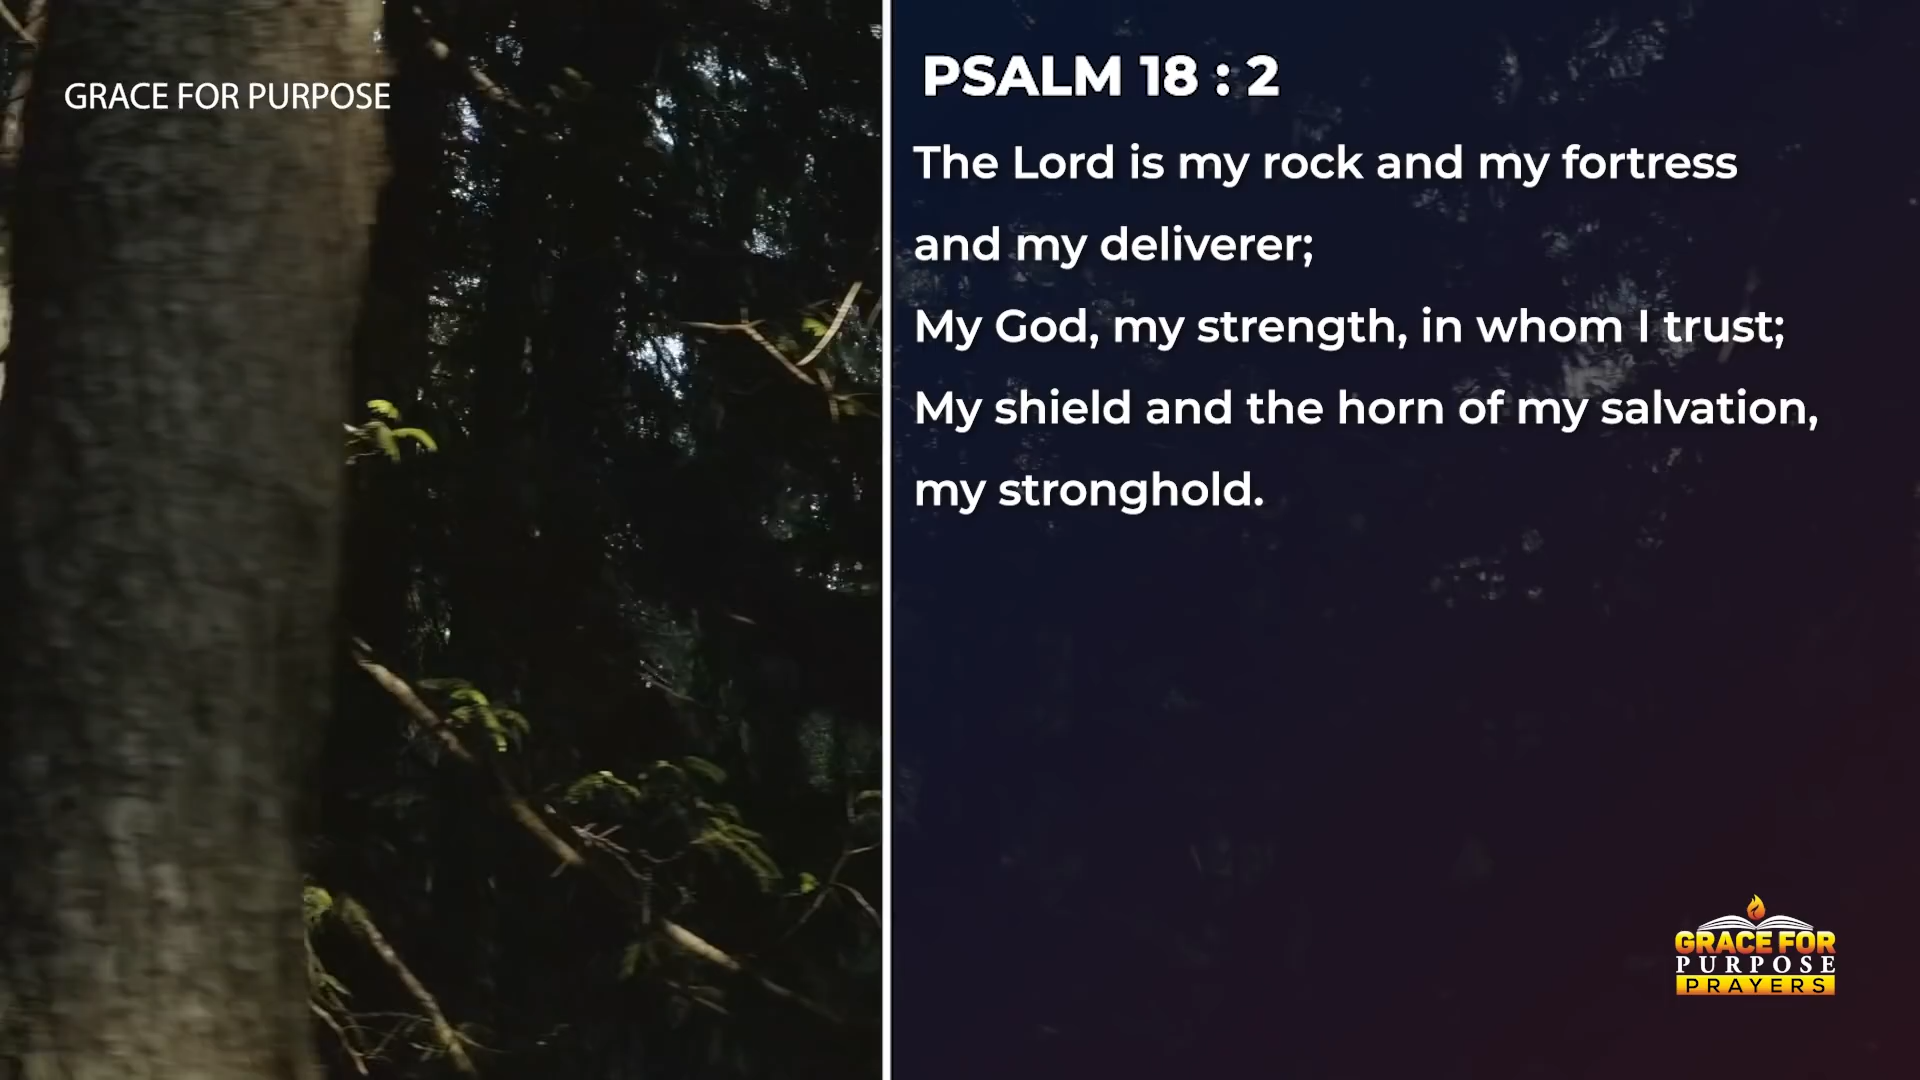 GRACE FOR PURPOSE
PSALM 18 : 2
The Lord is my rock and my fortress
and my deliverer;
My God, my strength, in whom I trust;
My shield and the horn of my salvation,
my stronghold.
GRACE FOR
PURPOSE
PRAYERS